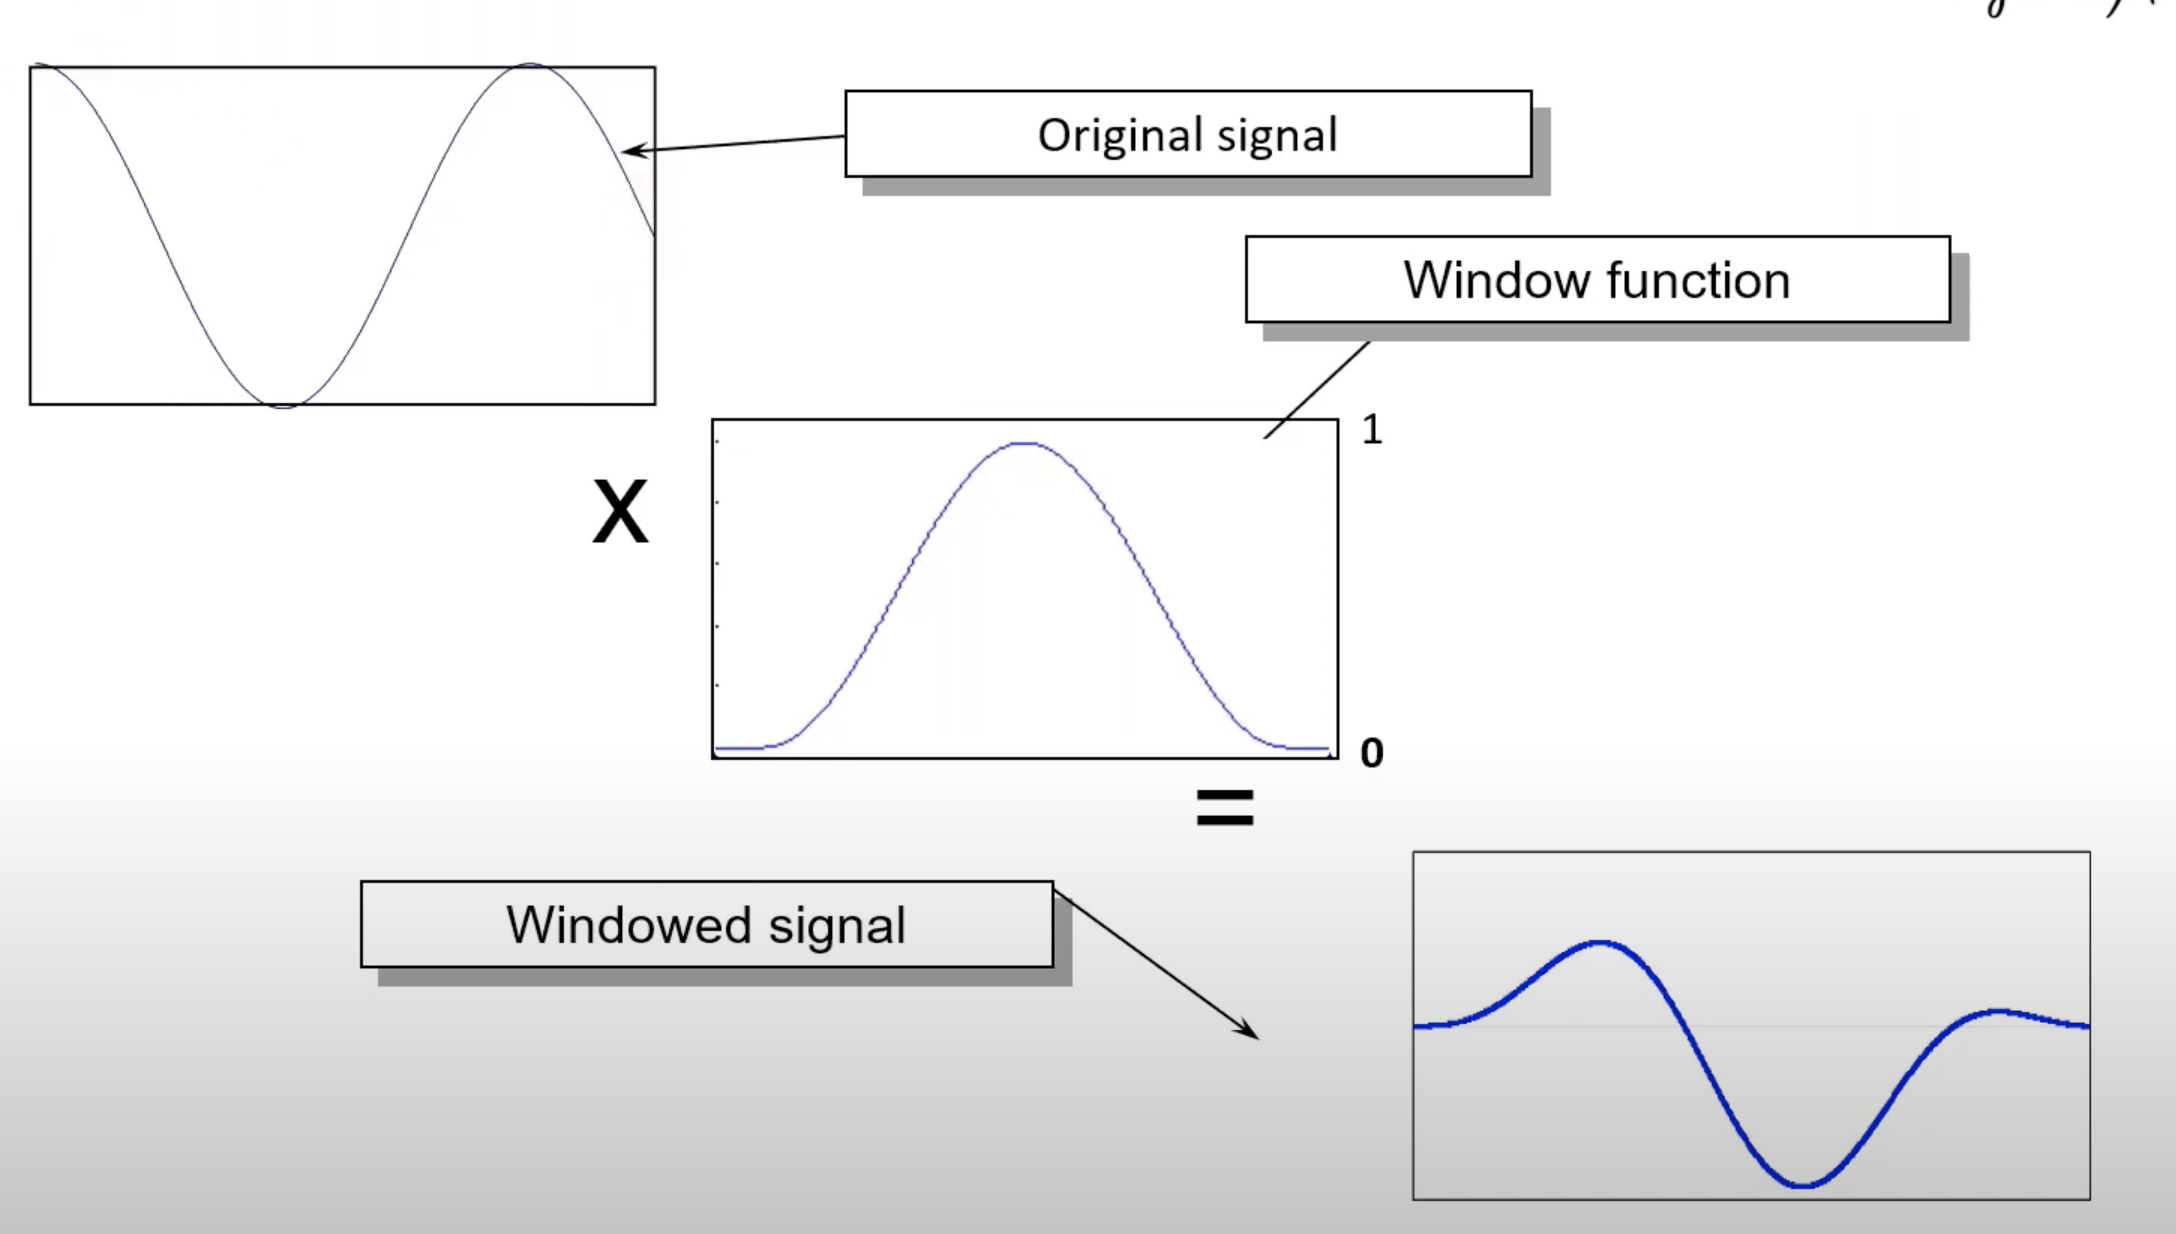 Original signal
Window function
1
X
0
=
Windowed signal